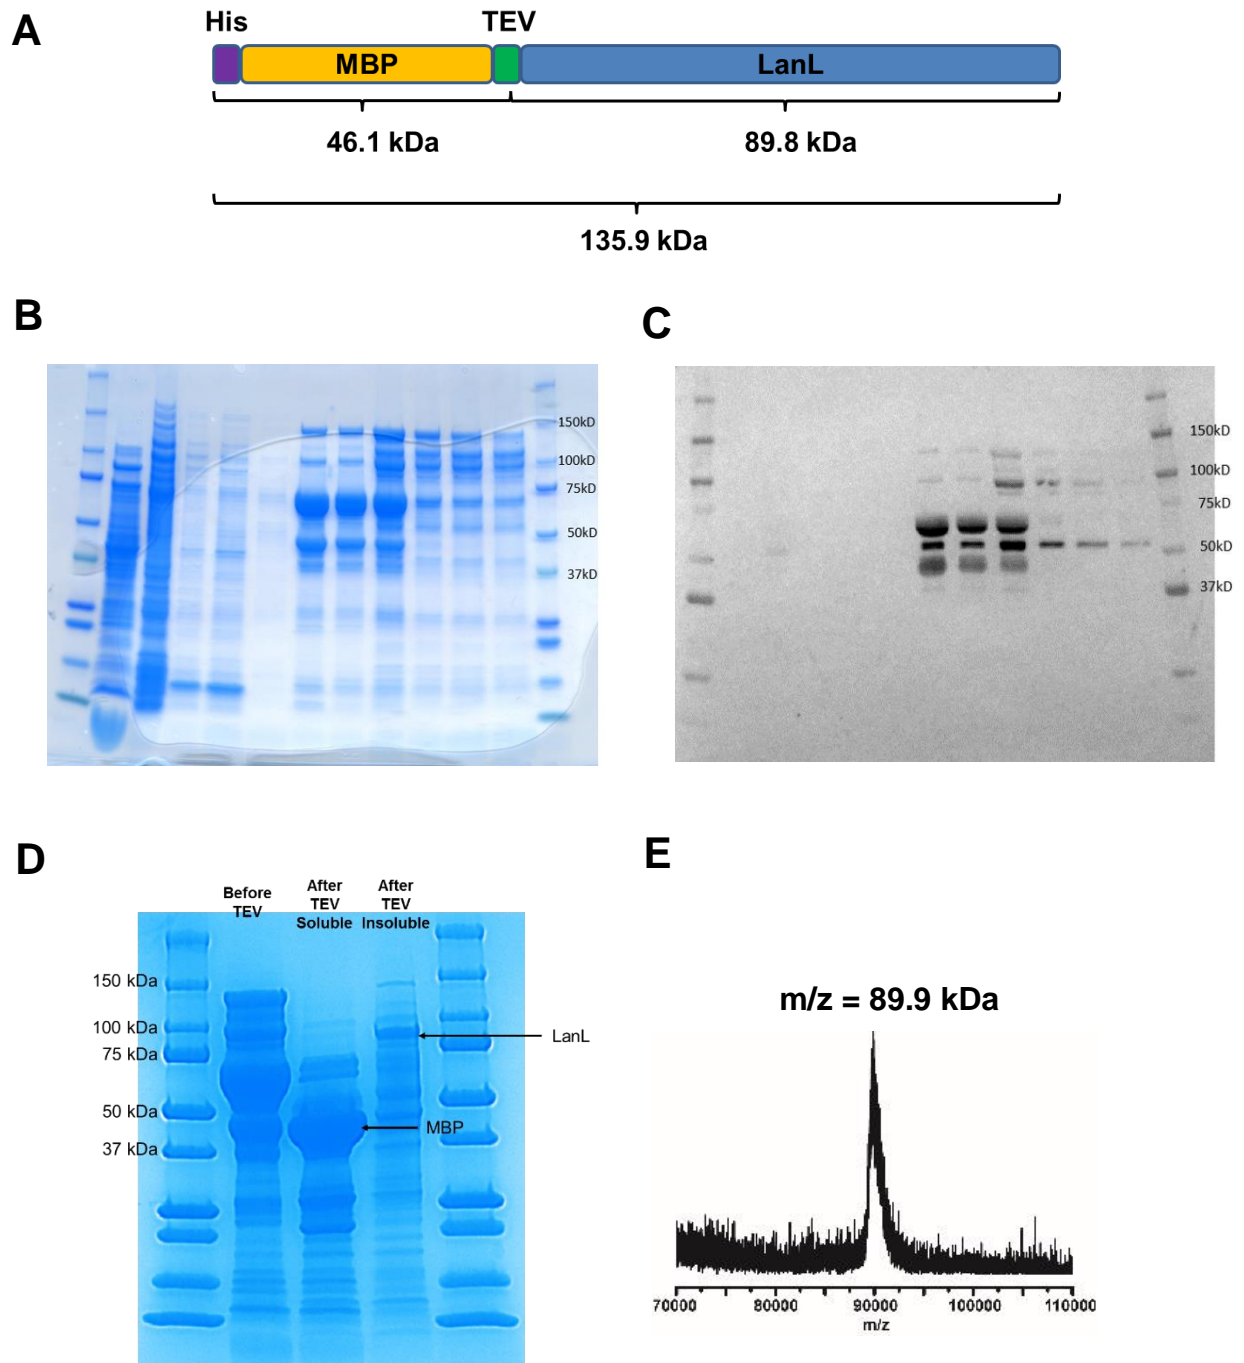 A
His
TEV
MBP
LanL
46.1 kDa
89.8 kDa
135.9 kDa
B
150kD
100kD
75kD
50kD
37kD
C
150kD
100kD
75kD
50kD
37kD
D
Before
TEV
After
TEV
Soluble
After
TEV
Insoluble
150 kDa
100 kDa
75 kDa
50 kDa
37 kDa
LanL
MBP
E
m/z = 89.9 kDa
70000 80000 90000 100000 110000
m/z